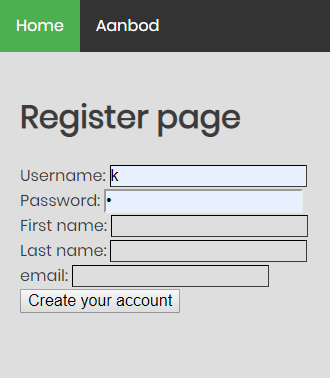 Home Aanbod
Register page
Username: k
Password: •
First name:
Last name:
email:
Create your account